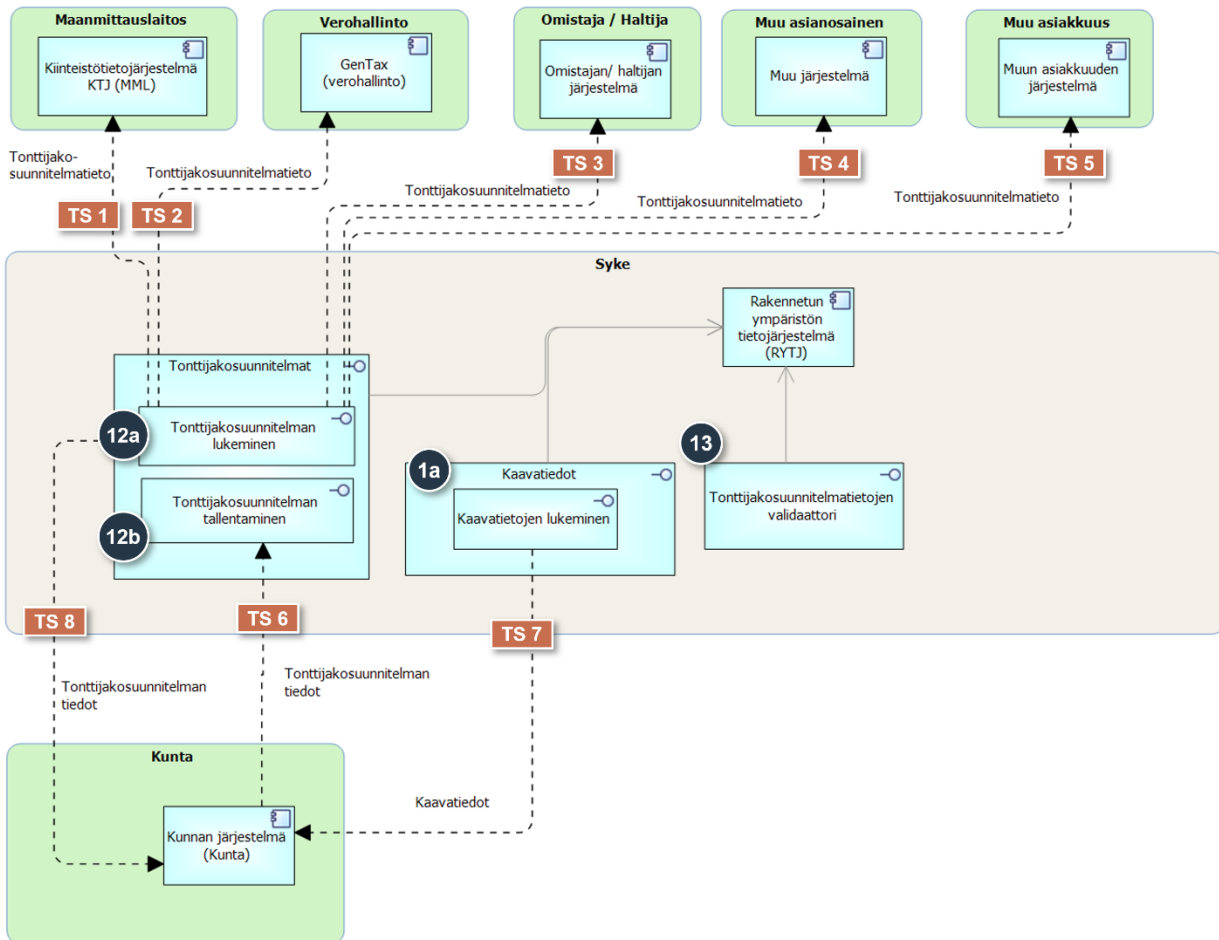 Maanmittauslaitos
Kiinteistötietojärjestelmä
KTJ (MML)
Verohallinto
GenTax
(verohallinto)
Omistaja / Haltija
Omistajan/ haltijan
järjestelmä
Muu asianosainen
Muu järjestelmä
Muu asiakkuus
Muun asiakkuuden
järjestelmä
Tonttijako-
suunnitelmatieto
TS 1
Tonttijakosuunnitelmatieto
TS 2
TS 3
Tonttijakosuunnitelmatieto
TS 4
Tonttijakosuunnitelmatieto
TS 5
Tonttijakosuunnitelmatieto
Syke
Rakennetun
ympäristön
tietojärjestelmä
(RYTJ)
Tonttijakosuunnitelmat
12a
Tonttijakosuunnitelman
lukeminen
12b
Tonttijakosuunnitelman
tallentaminen
1a
Kaavatiedot
Kaavatietojen lukeminen
13
Tonttijakosuunnitelmatietojen
validaattori
TS 8
TS 6
TS 7
Tonttijakosuunnitelman
tiedot
Tonttijakosuunnitelman
tiedot
Kaavatiedot
Kunta
Kunnan järjestelmä
(Kunta)